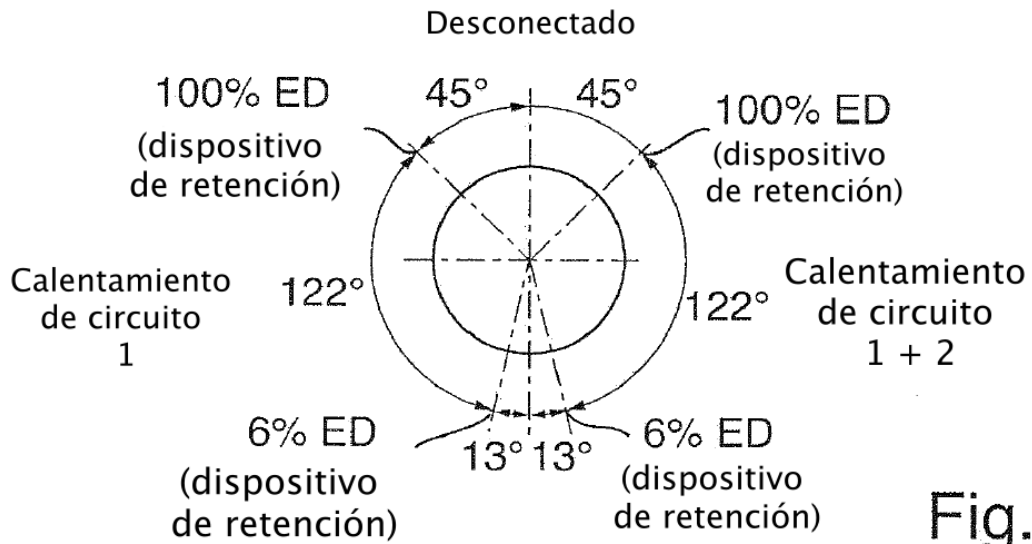 Desconectado
100% ED
(dispositivo
de retención)
45°
45°
100% ED
(dispositivo
de retención)
Calentamiento
de circuito
1
122°
122°
Calentamiento
de circuito
1 + 2
6% ED
(dispositivo
de retención)
13°
13°
6% ED
(dispositivo
de retención)
Fig.